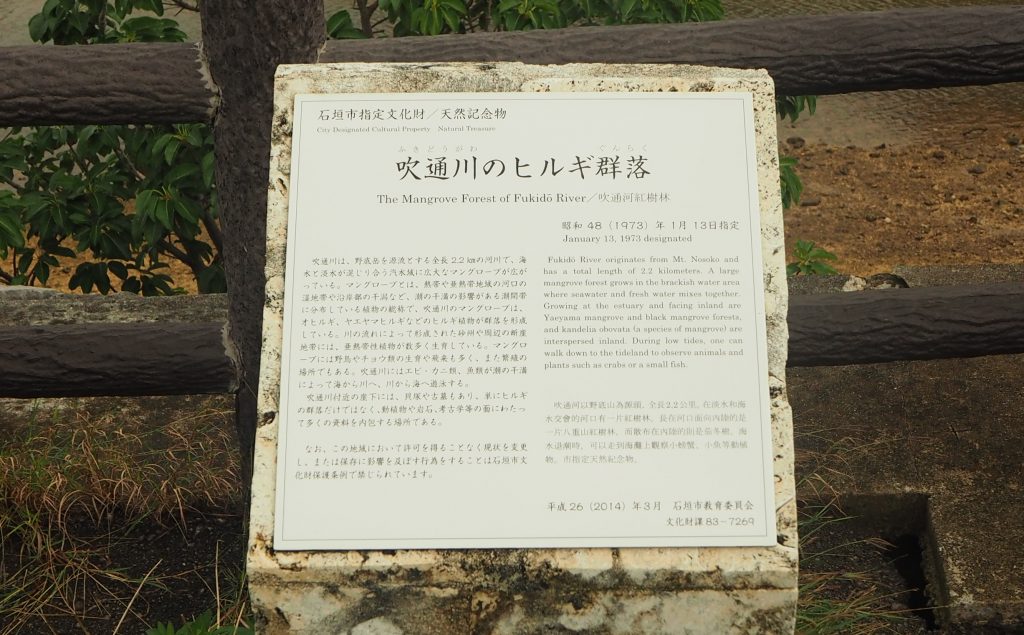 石垣市指定文化財／天然記念物
City-Designated Cultural Property　Natural Treasure
ふきどうがわ　ぐんらく
吹通川のヒルギ群落
The Mangrove Forest of Fukidō River／吹通河紅樹林
昭和 48（1973）年 1月 13日指定
January 13, 1973 designated
吹通川は、野底岳を源流とする全長 2.2 kmの河川で、海
水と淡水が混じり合う汽水域に広大なマングローブが広が
っている。マングローブとは、熱帯や亜熱帯地域の河口の
湿地帯や沿岸部の干潟など、潮の干満の影響がある潮間帯
に分布している植物の総称で、吹通川のマングローブは、
オヒルギ、ヤエヤマヒルギなどのヒルギ植物が群落を形成
している。川の流れによって形成された砂州や周辺の断崖
地帯には、亜熱帯性植物が数多く生育している。マングロ
ーブには野鳥やチョウ類の生育や飛来も多く、また繁殖の
場所でもある。吹通川にはエビ・カニ類、魚類が潮の干満
によって海から川へ、川から海へ遊泳する。
吹通川付近の崖下には、貝塚や古墓もあり、単にヒルギ
の群落だけではなく、動植物や岩石、考古学等の面にわたっ
て多くの資料を内包する場所である。
なお、この地域において許可を得ることなく現状を変更
し、または保存に影響を及ぼす行為をすることは石垣市文
化財保護条例で禁じられています。
Fukidō River originates from Mt. Nosoko and
has a total length of 2.2 kilometers. A large
mangrove forest grows in the brackish water area
where seawater and fresh water mixes together.
Growing at the estuary and facing inland are
Yaeyama mangrove and black mangrove forests,
and kandelia obovata (a species of mangrove) are
interspersed inland. During low tides, one can
walk down to the tideland to observe animals and
plants such as crabs or a small fish.
吹通河以野底山為源頭，全長2.2公里。在淡水和海
水交會的河口有一片紅樹林。長在河口面向內陸的是
一片八重山紅樹林，而散布在內陸的則是茄苳樹。海
水退潮時，可以走到海灘上觀察小螃蟹、小魚等動植
物。市指定天然紀念物。
平成 26（2014）年 3月　石垣市教育委員会
文化財課 83－7269